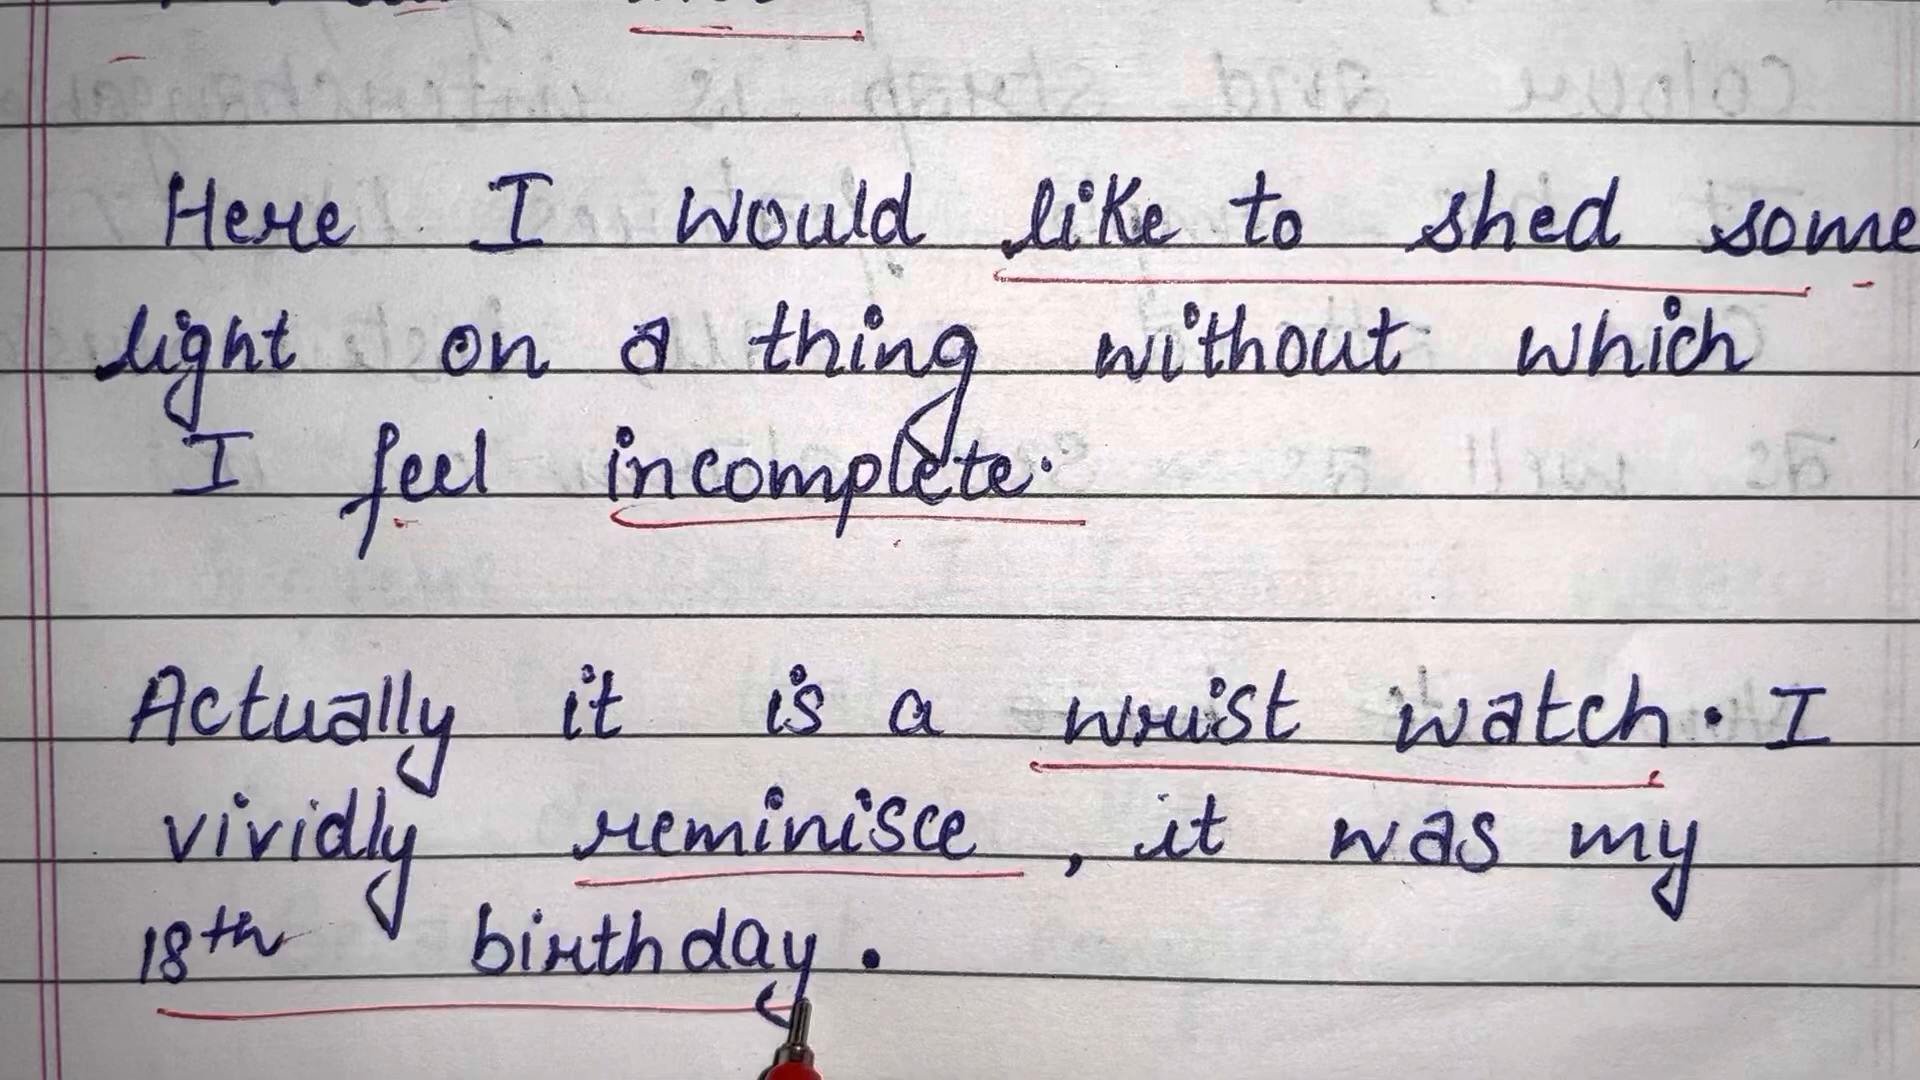 Here I would like to shed some
light on a thing without which
I feel incomplete.
Actually it is a wrist watch. I
vividly reminisce, it was my
18th birthday.